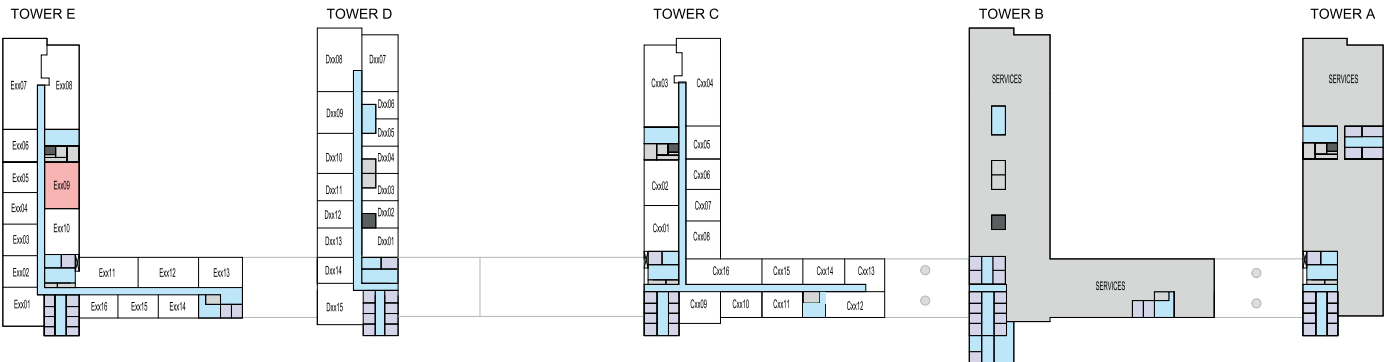 TOWER E
TOWER D
TOWER C
TOWER B
TOWER A
Exx07
Exx08
Exx06
Exx05
Exx09
Exx04
Exx10
Exx03
Exx02
Exx11
Exx12
Exx13
Exx01
Exx16
Exx15
Exx14
Dxx08
Dxx07
Dxx09
Dxx06
Dxx05
Dxx10
Dxx04
Dxx11
Dxx03
Dxx12
Dxx02
Dxx13
Dxx01
Dxx14
Dxx15
Cxx03
Cxx04
Cxx05
Cxx02
Cxx06
Cxx07
Cxx01
Cxx08
Cxx16
Cxx15
Cxx14
Cxx13
Cxx09
Cxx10
Cxx11
Cxx12
SERVICES
SERVICES
SERVICES